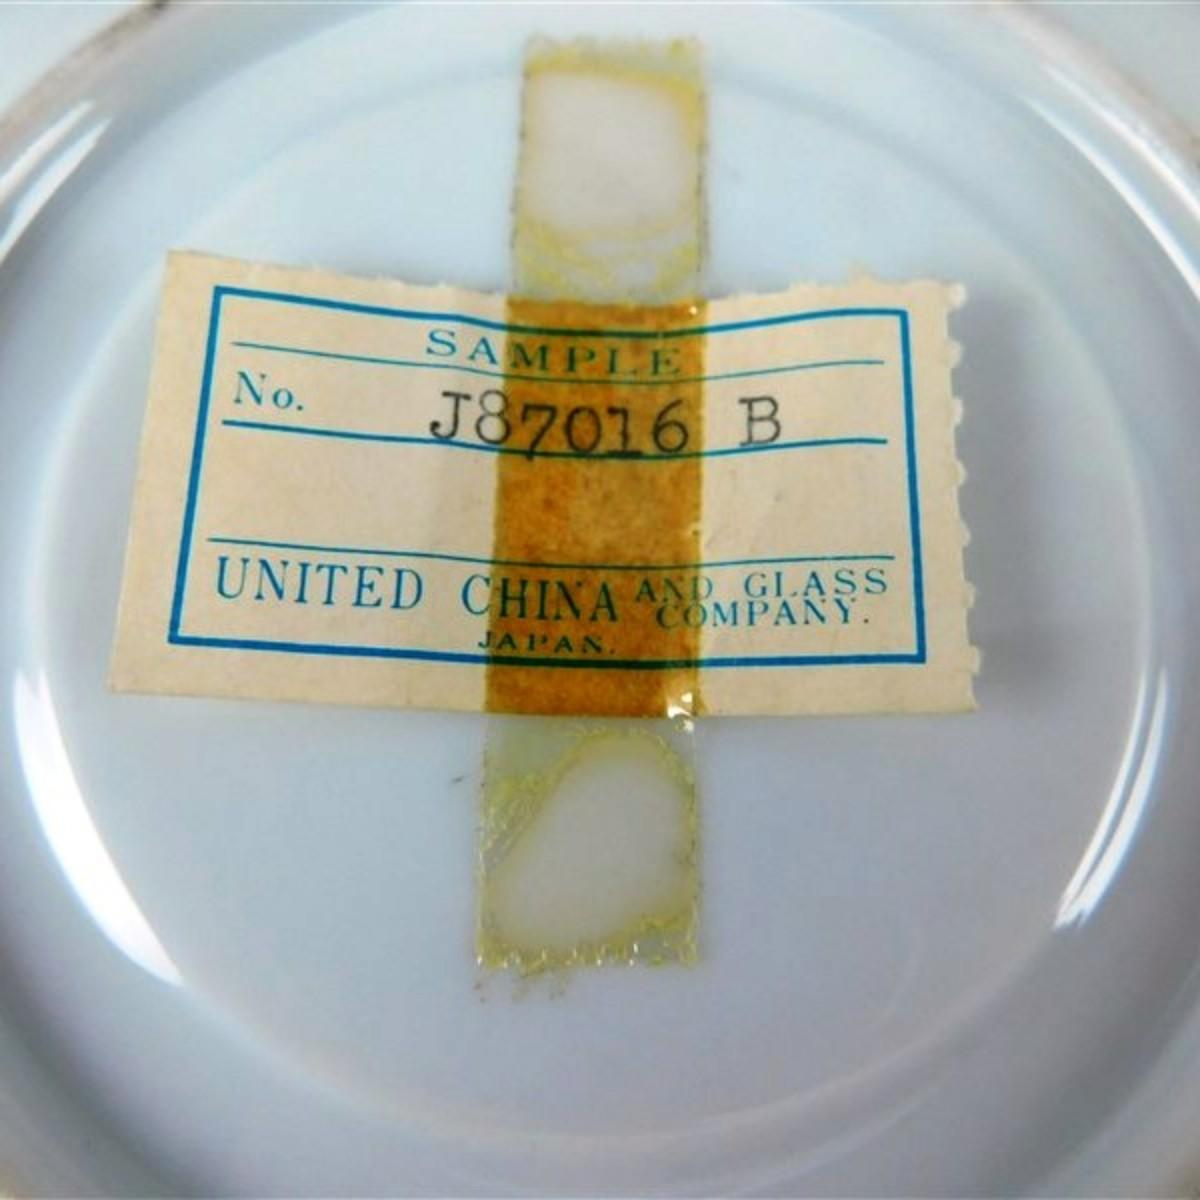 SAMPLE
No. J87016 B
UNITED CHINA AND GLASS
COMPANY.
JAPAN.